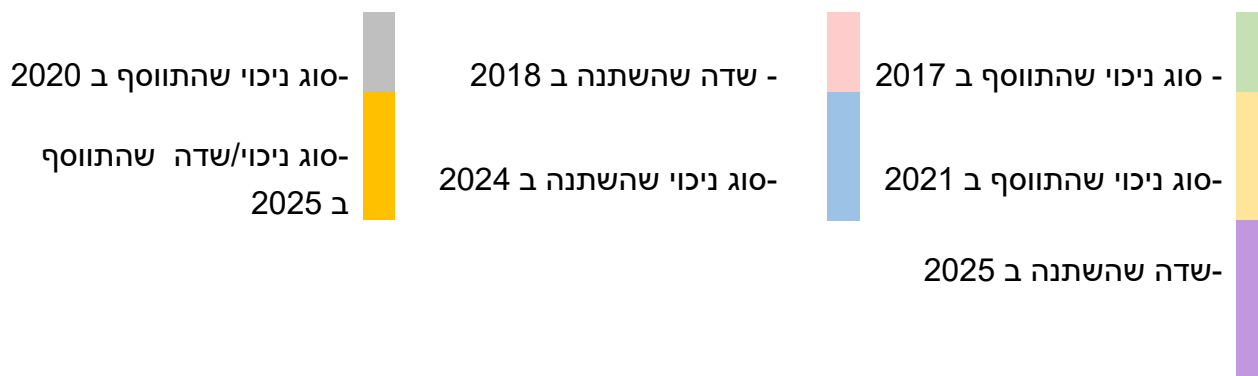 - סוג ניכוי שהתווסף ב 2017
- שדה שהשתנה ב 2018
-סוג ניכוי שהתווסף ב 2020
-סוג ניכוי שהתווסף ב 2021
-סוג ניכוי שהשתנה ב 2024
-סוג ניכוי/שדה שהתווסף
ב 2025
-שדה שהשתנה ב 2025